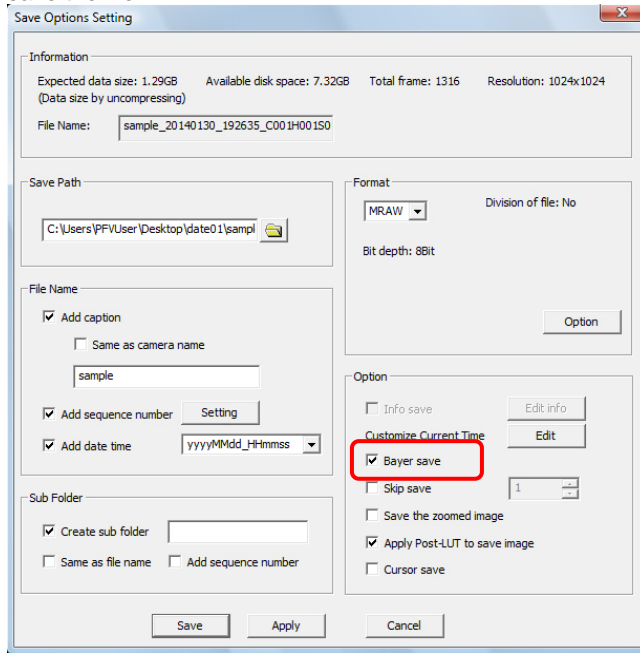 Save Options Setting
Information
Expected data size: 1.29GB Available disk space: 7.32GB Total frame: 1316 Resolution: 1024x1024
(Data size by uncompressing)
File Name: sample_20140130_192635_C001H001S0
Save Path
C:\Users\PFVUser\Desktop\date01\sampl
Format
MRAW
Division of file: No
Bit depth: 8Bit
Option
File Name
Add caption
Same as camera name
sample
Add sequence number Setting
Add date time yyyyMMdd_HHmmss
Option
Info save Edit info
Customize Current Time Edit
Bayer save
Skip save 1
Save the zoomed image
Apply Post-LUT to save image
Cursor save
Sub Folder
Create sub folder
Same as file name Add sequence number
Save Apply Cancel